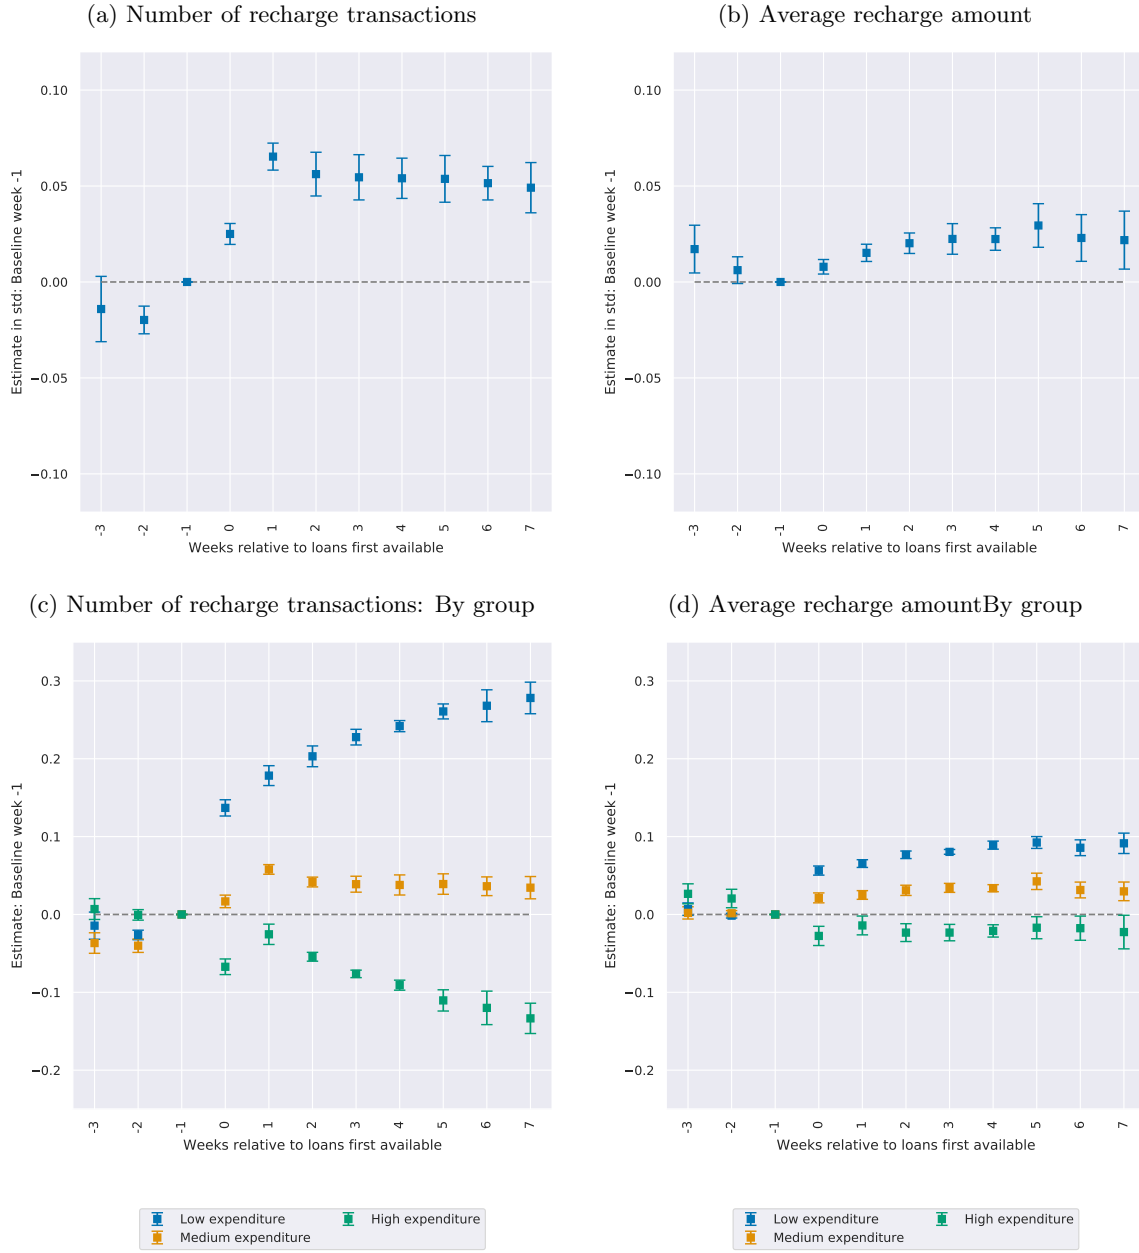 (a) Number of recharge transactions
0.10
0.05
0.00
−0.05
−0.10
Estimate in std: Baseline week -1
-3 -2 -1 0 1 2 3 4 5 6 7
Weeks relative to loans first available
(b) Average recharge amount
0.10
0.05
0.00
−0.05
−0.10
Estimate in std: Baseline week -1
-3 -2 -1 0 1 2 3 4 5 6 7
Weeks relative to loans first available
(c) Number of recharge transactions: By group
0.3
0.2
0.1
0.0
−0.1
−0.2
Estimate: Baseline week -1
-3 -2 -1 0 1 2 3 4 5 6 7
Weeks relative to loans first available
Low expenditure
Medium expenditure
High expenditure
(d) Average recharge amountBy group
0.3
0.2
0.1
0.0
−0.1
−0.2
Estimate: Baseline week -1
-3 -2 -1 0 1 2 3 4 5 6 7
Weeks relative to loans first available
Low expenditure
Medium expenditure
High expenditure